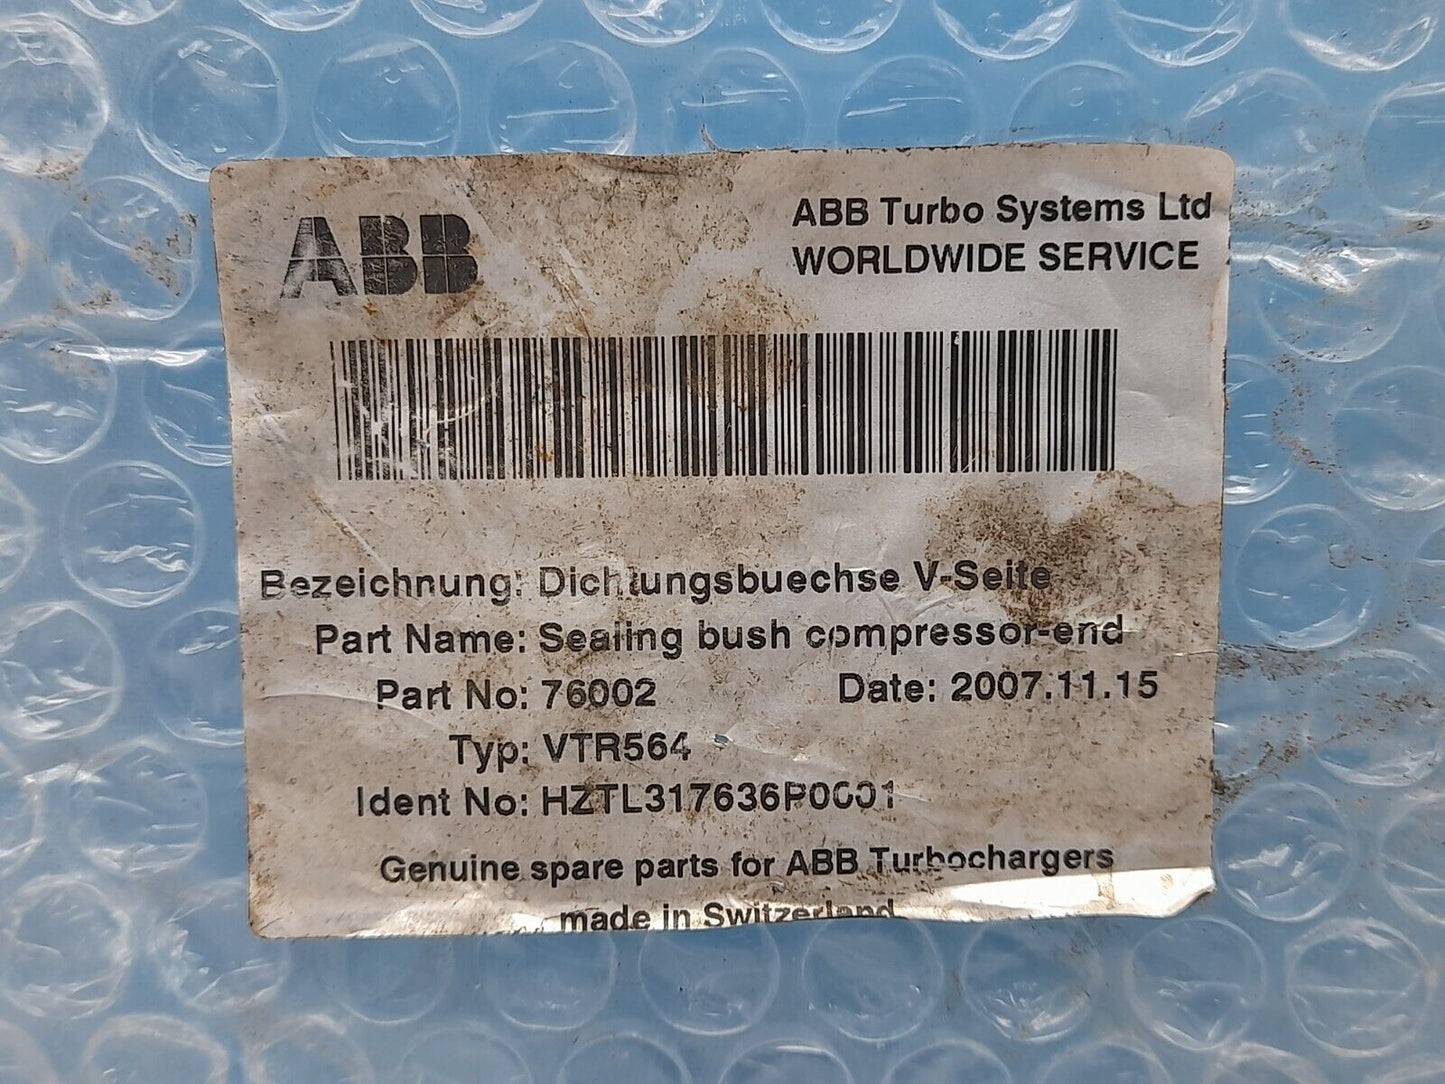 ABB
ABB Turbo Systems Ltd
WORLDWIDE SERVICE
Bezeichnung: Dichtungsbuechse V-Seite
Part Name: Sealing bush compressor-end
Part No: 76002 Date: 2007.11.15
Typ: VTR564
Ident No: HZTL317636P0001
Genuine spare parts for ABB Turbochargers
made in Switzerland